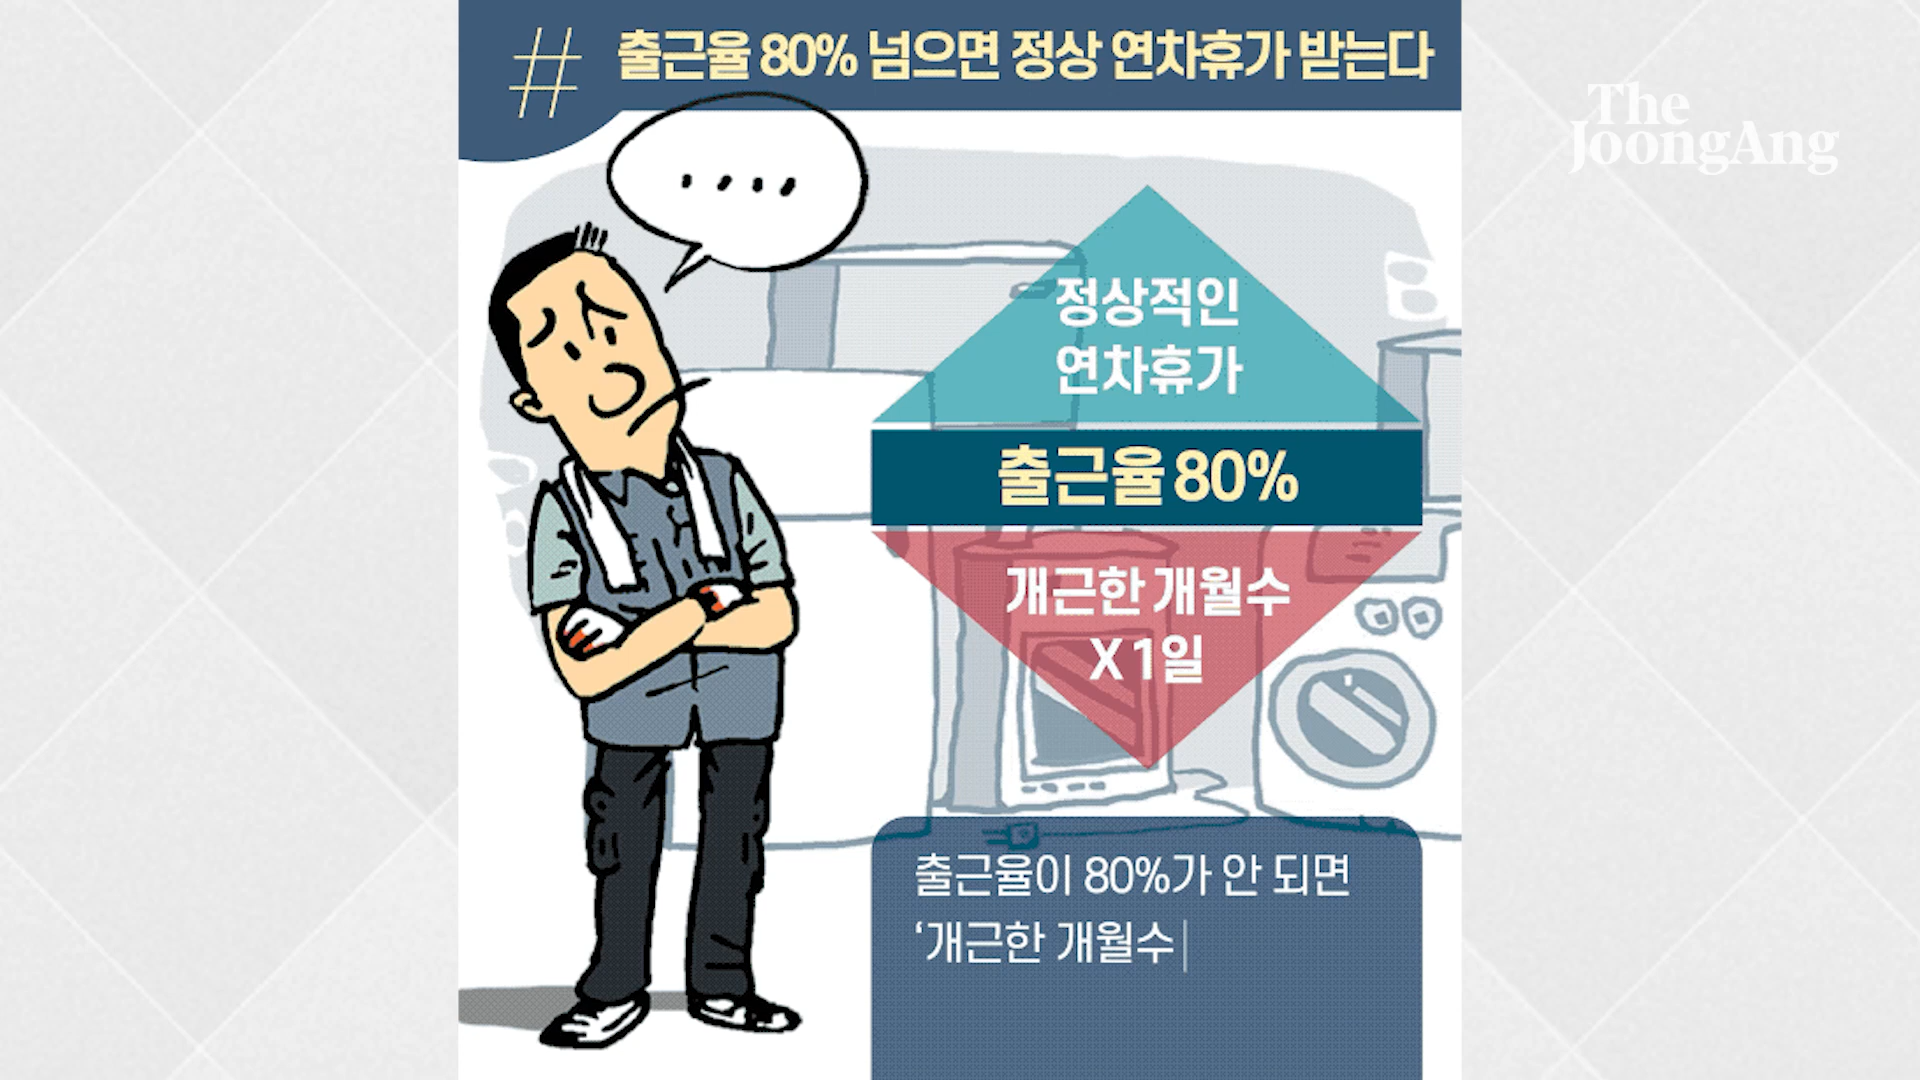 # 출근율 80% 넘으면 정상 연차휴가 받는다
The
JoongAng
....
정상적인
연차휴가
출근율 80%
개근한 개월수
X 1일
출근율이 80%가 안 되면
‘개근한 개월수